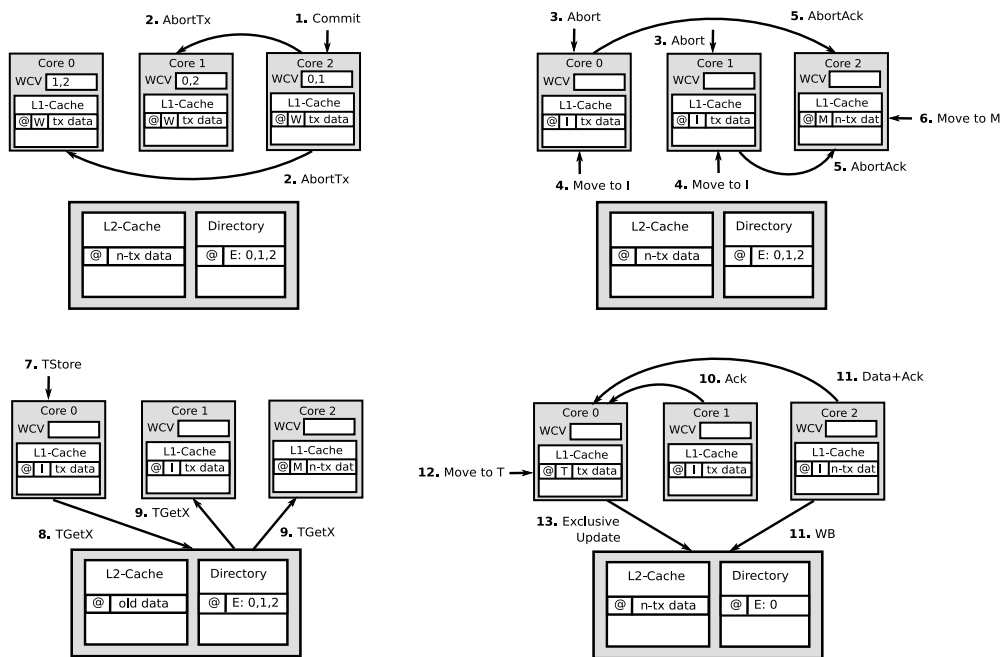 2. AbortTx
1. Commit
Core 0
WCV 1,2
L1-Cache
@ W tx data
Core 1
WCV 0,2
L1-Cache
@ W tx data
Core 2
WCV 0,1
L1-Cache
@ W tx data
2. AbortTx
L2-Cache
@ n-tx data
Directory
@ E: 0,1,2
3. Abort
3. Abort
5. AbortAck
Core 0
WCV
L1-Cache
@ I tx data
Core 1
WCV
L1-Cache
@ I tx data
Core 2
WCV
L1-Cache
@ M n-tx dat
6. Move to M
5. AbortAck
4. Move to I
4. Move to I
L2-Cache
@ n-tx data
Directory
@ E: 0,1,2
7. TStore
Core 0
WCV
L1-Cache
@ I tx data
Core 1
WCV
L1-Cache
@ I tx data
Core 2
WCV
L1-Cache
@ M n-tx dat
8. TGetX
9. TGetX
9. TGetX
L2-Cache
@ old data
Directory
@ E: 0,1,2
10. Ack
11. Data+Ack
Core 0
WCV
L1-Cache
@ T tx data
Core 1
WCV
L1-Cache
@ I tx data
Core 2
WCV
L1-Cache
@ I n-tx dat
12. Move to T
13. Exclusive
Update
11. WB
L2-Cache
@ n-tx data
Directory
@ E: 0